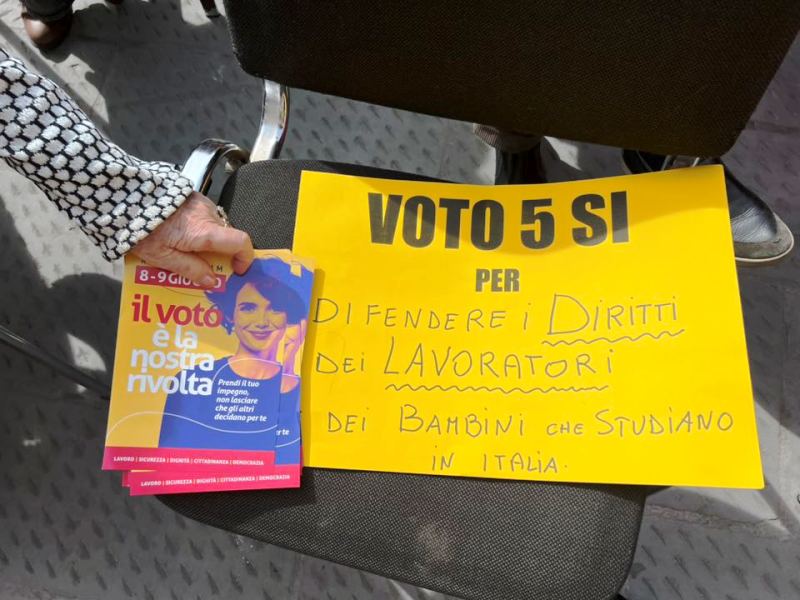 8-9 GIUGNO
il voto
è la
nostra
rivolta
Prendi il tuo
impegno,
non lasciare
che gli altri
decidano per te
LAVORO | SICUREZZA | DIGNITÀ | CITTADINANZA | DEMOCRAZIA
r te
LAVORO | SICUREZZA | DIGNITÀ | CITTADINANZA | DEMOCRAZIA
VOTO 5 SI
PER
DIFENDERE i DIRITTI
DEI LAVORATORI
DEI BAMBINI CHE STUDIANO
IN ITALIA.